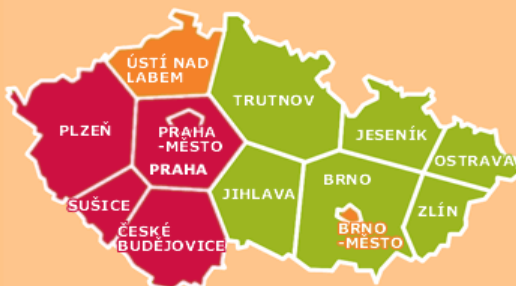 ÚSTÍ NAD
LABEM
TRUTNOV
PLZEŇ
PRAHA
-MĚSTO
PRAHA
JESENÍK
OSTRAVA
SUŠICE
JIHLAVA
BRNO
ZLÍN
ČESKÉ
BUDĚJOVICE
BRNO
-MĚSTO